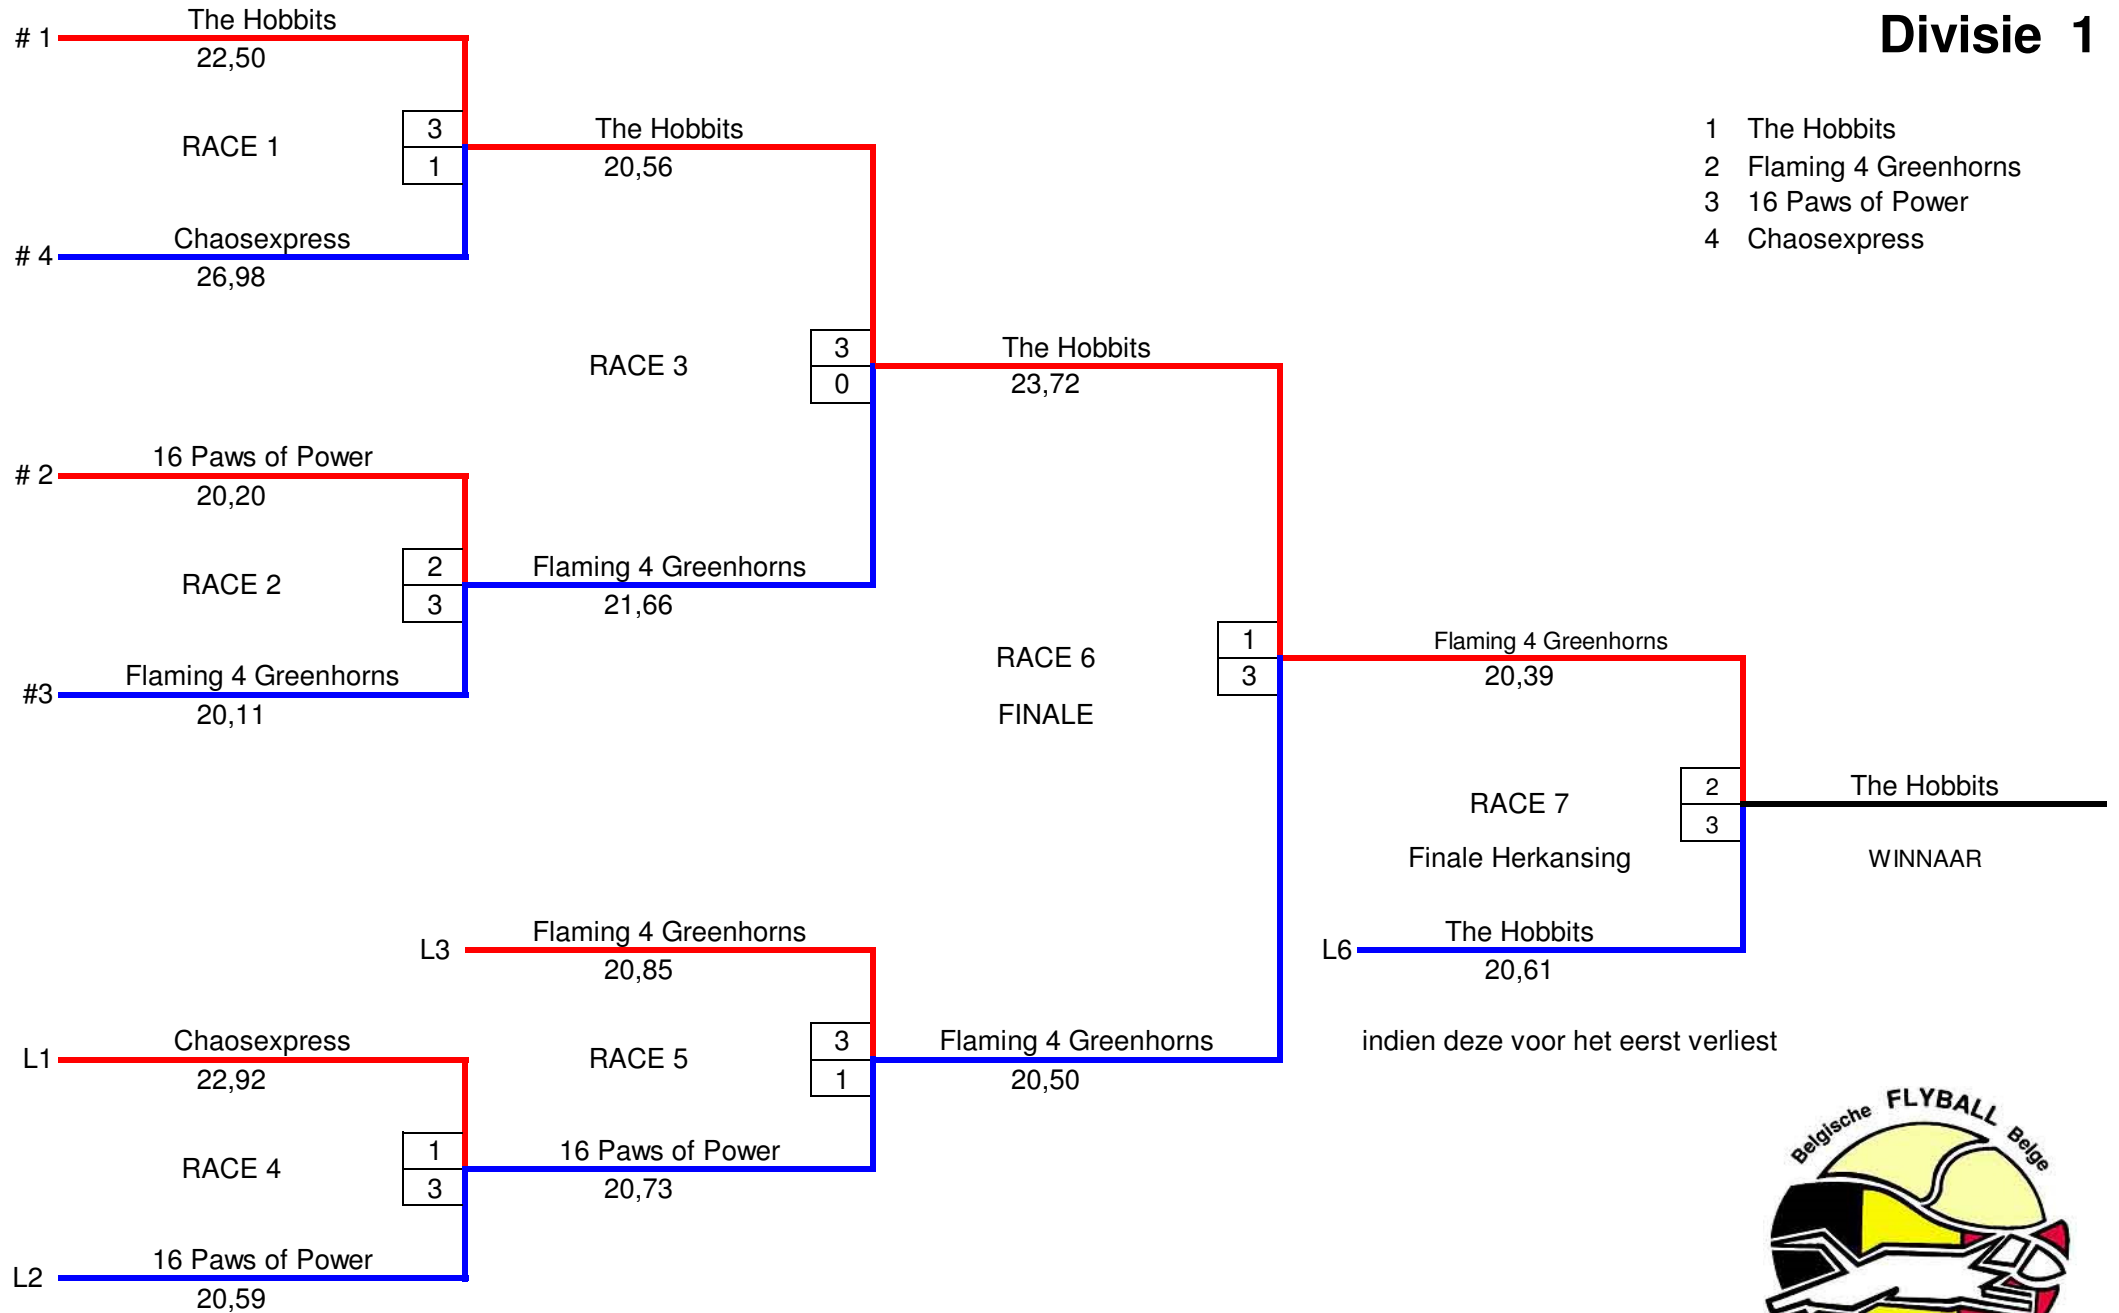 Divisie 1
# 1
The Hobbits
22,50
RACE 1
3
1
# 4
Chaosexpress
26,98
The Hobbits
20,56
1 The Hobbits
2 Flaming 4 Greenhorns
3 16 Paws of Power
4 Chaosexpress
RACE 3
3
0
The Hobbits
23,72
# 2
16 Paws of Power
20,20
RACE 2
2
3
#3
Flaming 4 Greenhorns
20,11
Flaming 4 Greenhorns
21,66
RACE 6
FINALE
1
3
Flaming 4 Greenhorns
20,39
RACE 7
Finale Herkansing
2
3
The Hobbits
WINNAAR
L6
The Hobbits
20,61
indien deze voor het eerst verliest
L3
Flaming 4 Greenhorns
20,85
RACE 5
3
1
Flaming 4 Greenhorns
20,50
L1
Chaosexpress
22,92
RACE 4
1
3
16 Paws of Power
20,73
L2
16 Paws of Power
20,59
Belgische FLYBALL Belge